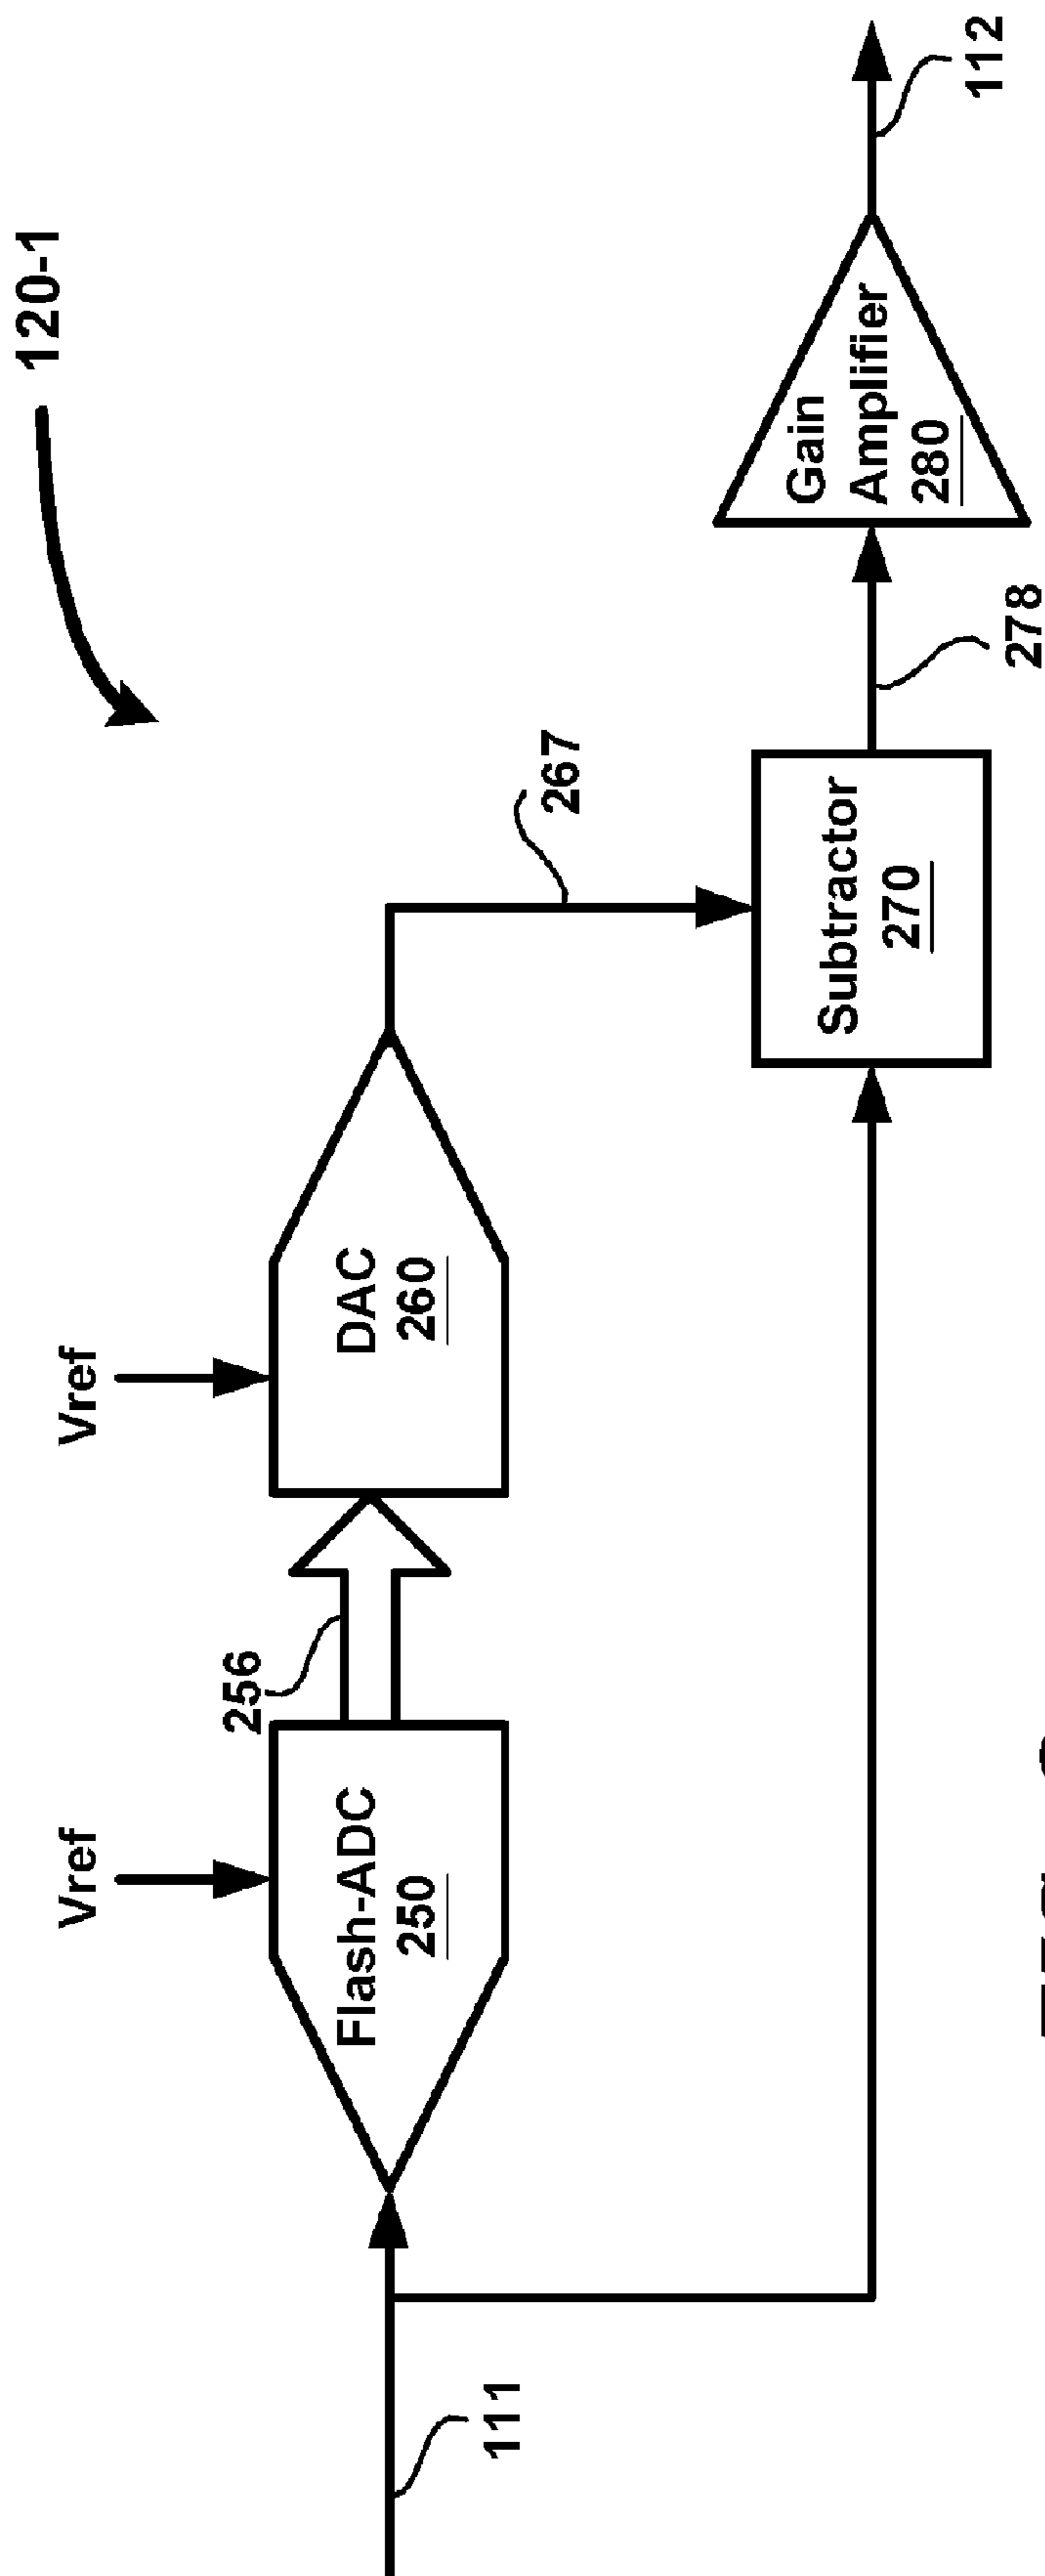 120-1
Vref
Vref
256
Flash-ADC
250
DAC
260
267
111
Subtractor
270
278
Gain
Amplifier
280
112